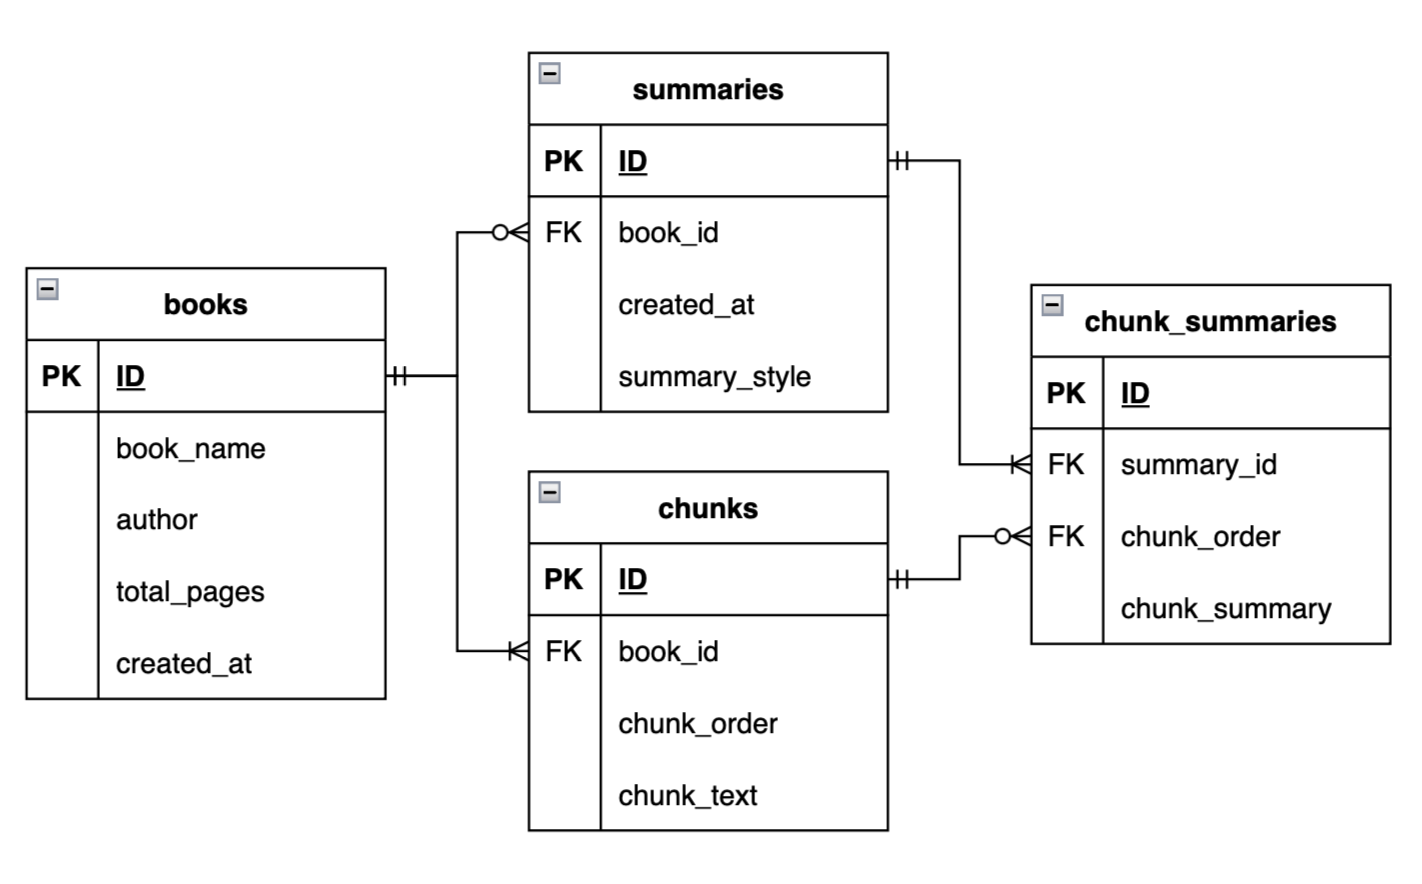 summaries
PK ID
FK book_id
created_at
summary_style
books
PK ID
book_name
author
total_pages
created_at
chunks
PK ID
FK book_id
chunk_order
chunk_text
chunk_summaries
PK ID
FK summary_id
FK chunk_order
chunk_summary